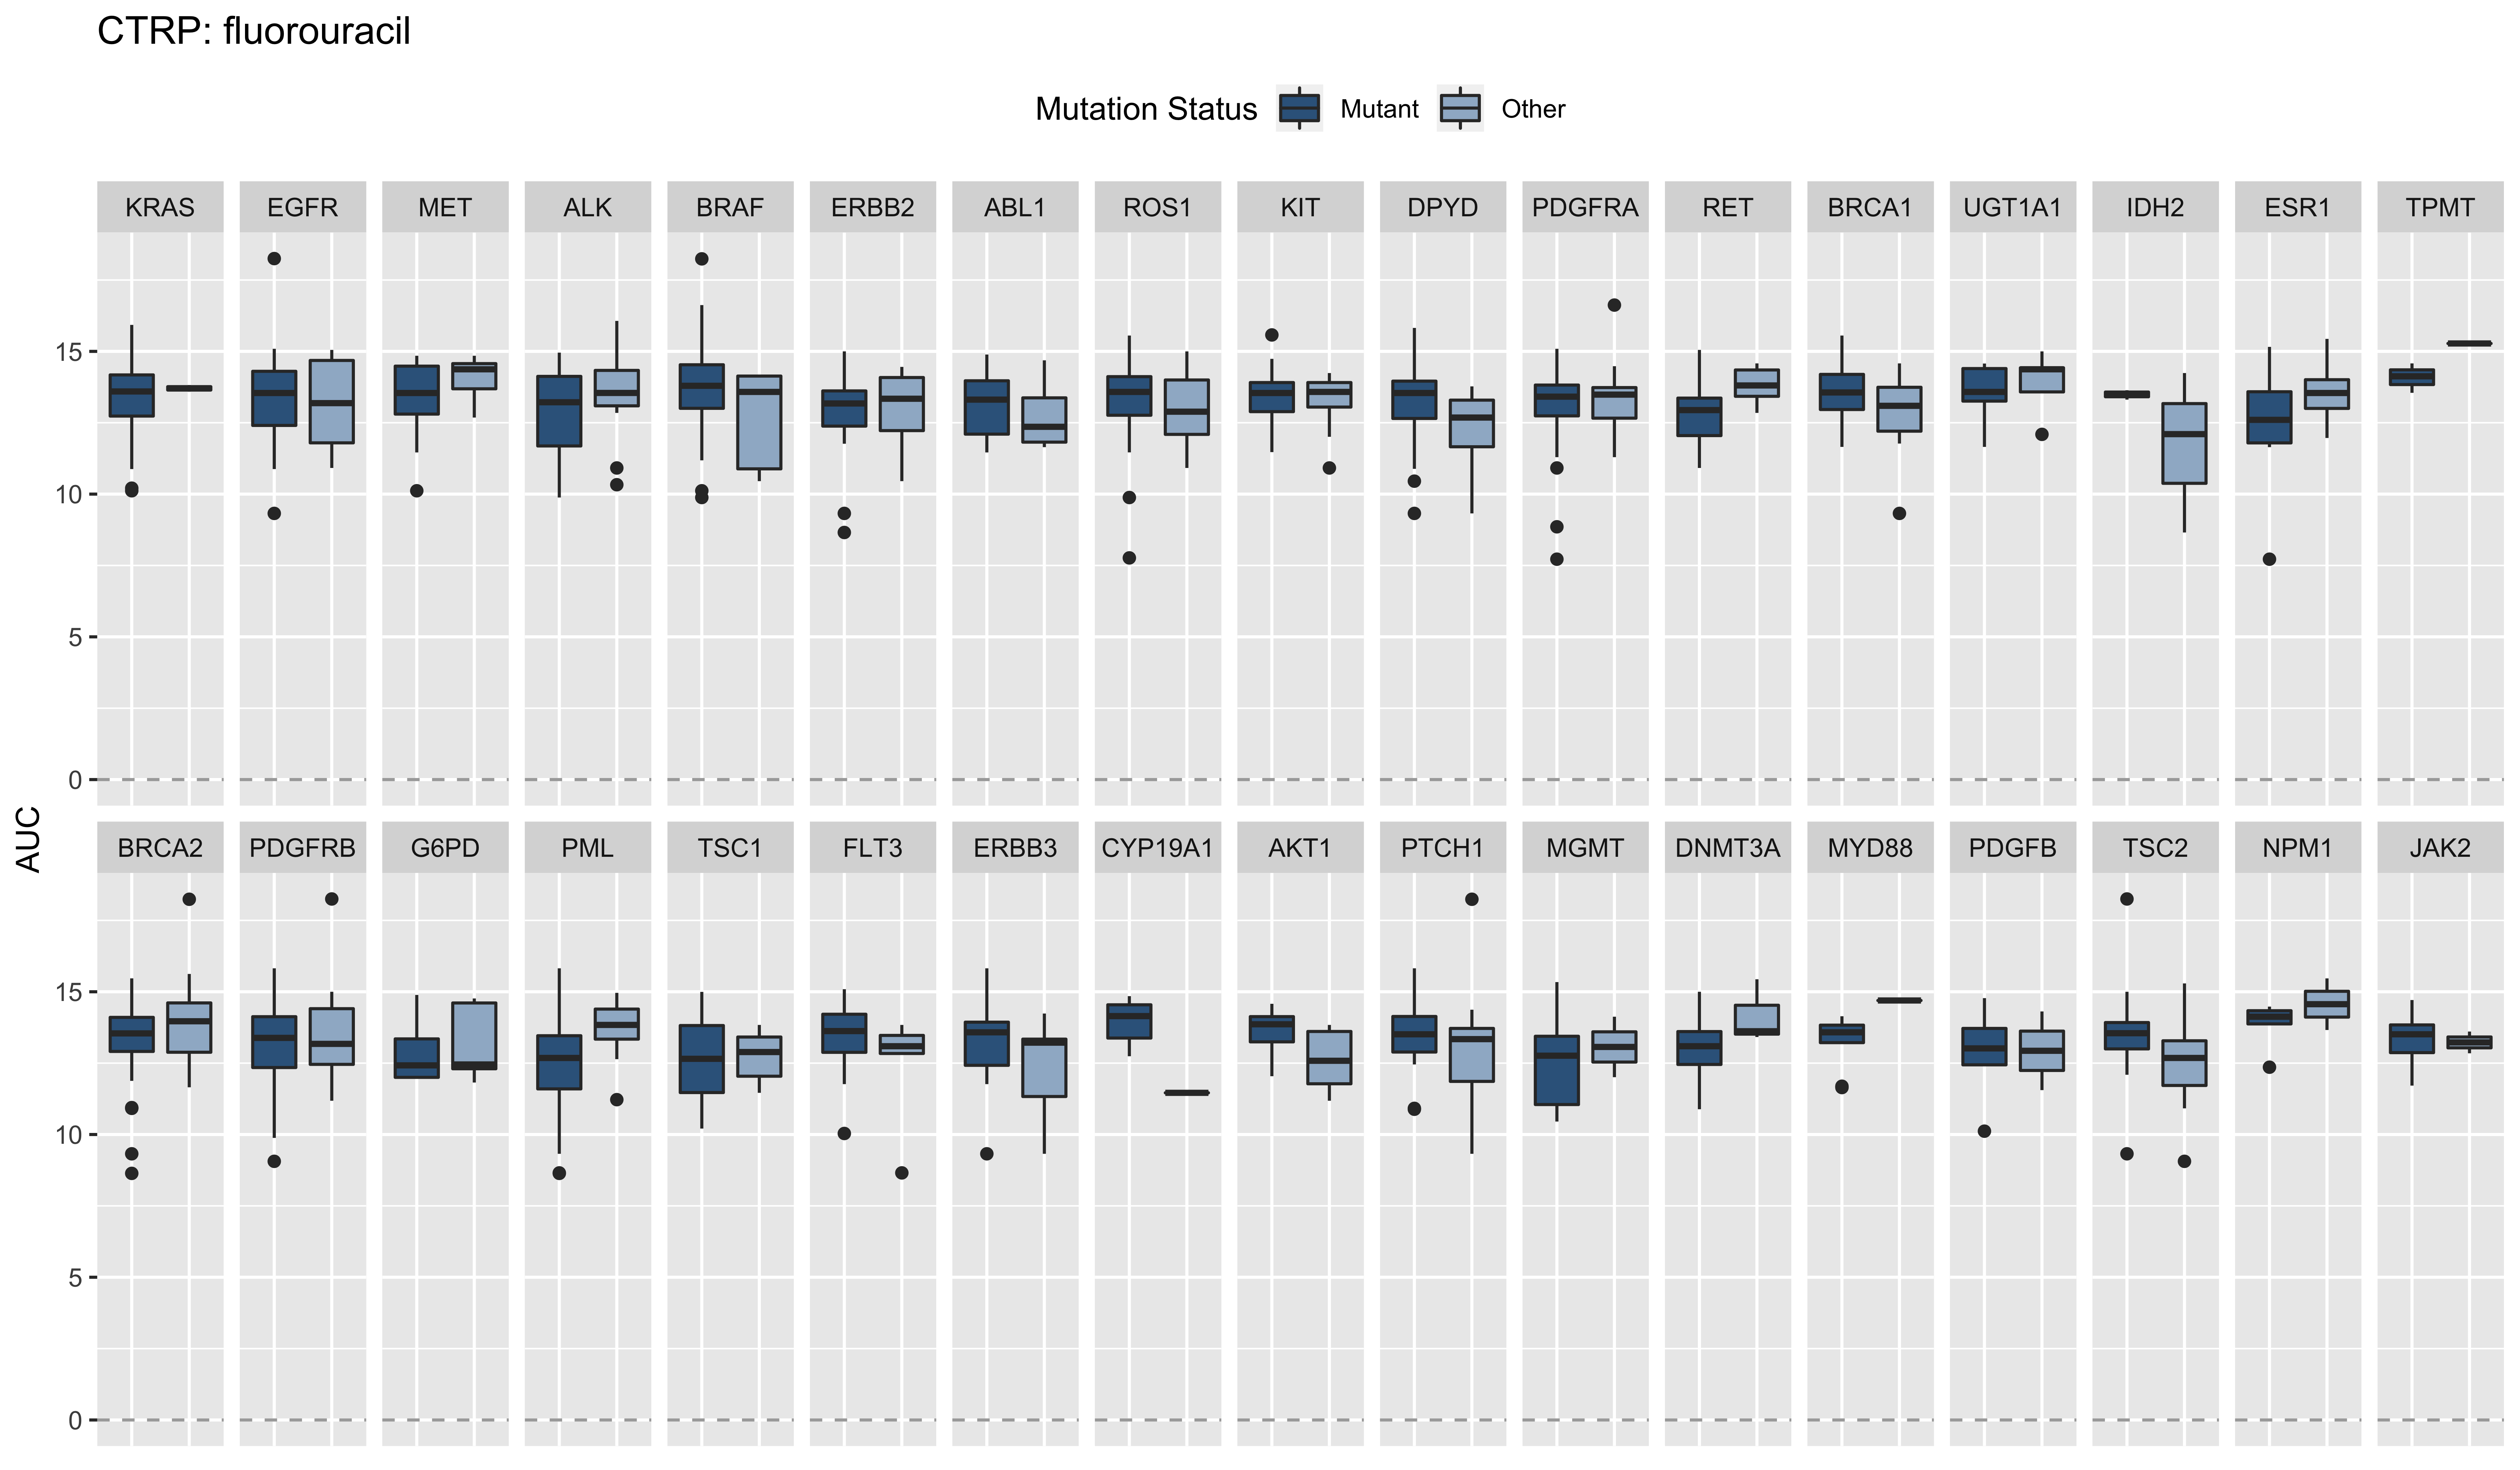 CTRP: fluorouracil
Mutation Status Mutant Other
KRAS EGFR MET ALK BRAF ERBB2 ABL1 ROS1 KIT DPYD PDGFRA RET BRCA1 UGT1A1 IDH2 ESR1 TPMT
15
10
5
0
AUC
BRCA2 PDGFRB G6PD PML TSC1 FLT3 ERBB3 CYP19A1 AKT1 PTCH1 MGMT DNMT3A MYD88 PDGFB TSC2 NPM1 JAK2
15
10
5
0